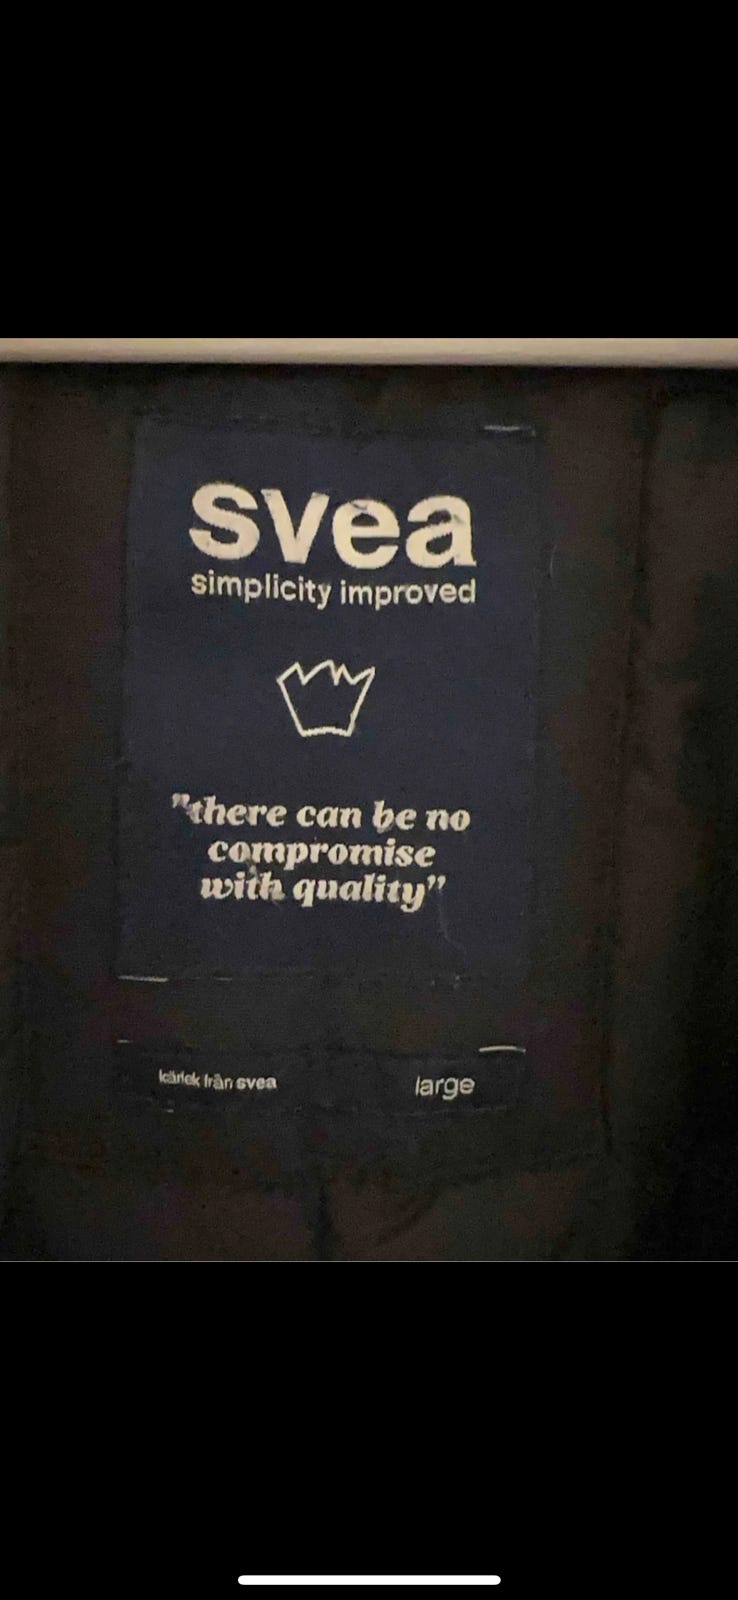 svea
simplicity improved
"there can be no
compromise
with quality"
kärlek från svea
large